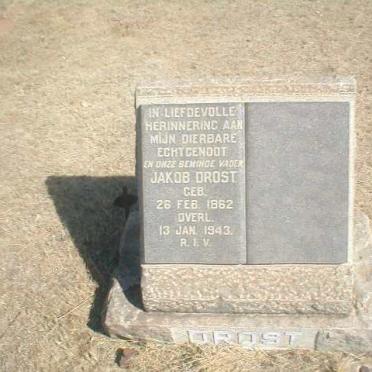 IN LIEFDEVOLLE
HERINNERING AAN
MIJN DIERBARE
ECHTGENOOT
EN ONZE BEMINDE VADER
JAKOB DROST
GEB.
26 FEB. 1862
OVERL.
13 JAN. 1943.
R. I. V.
DROST